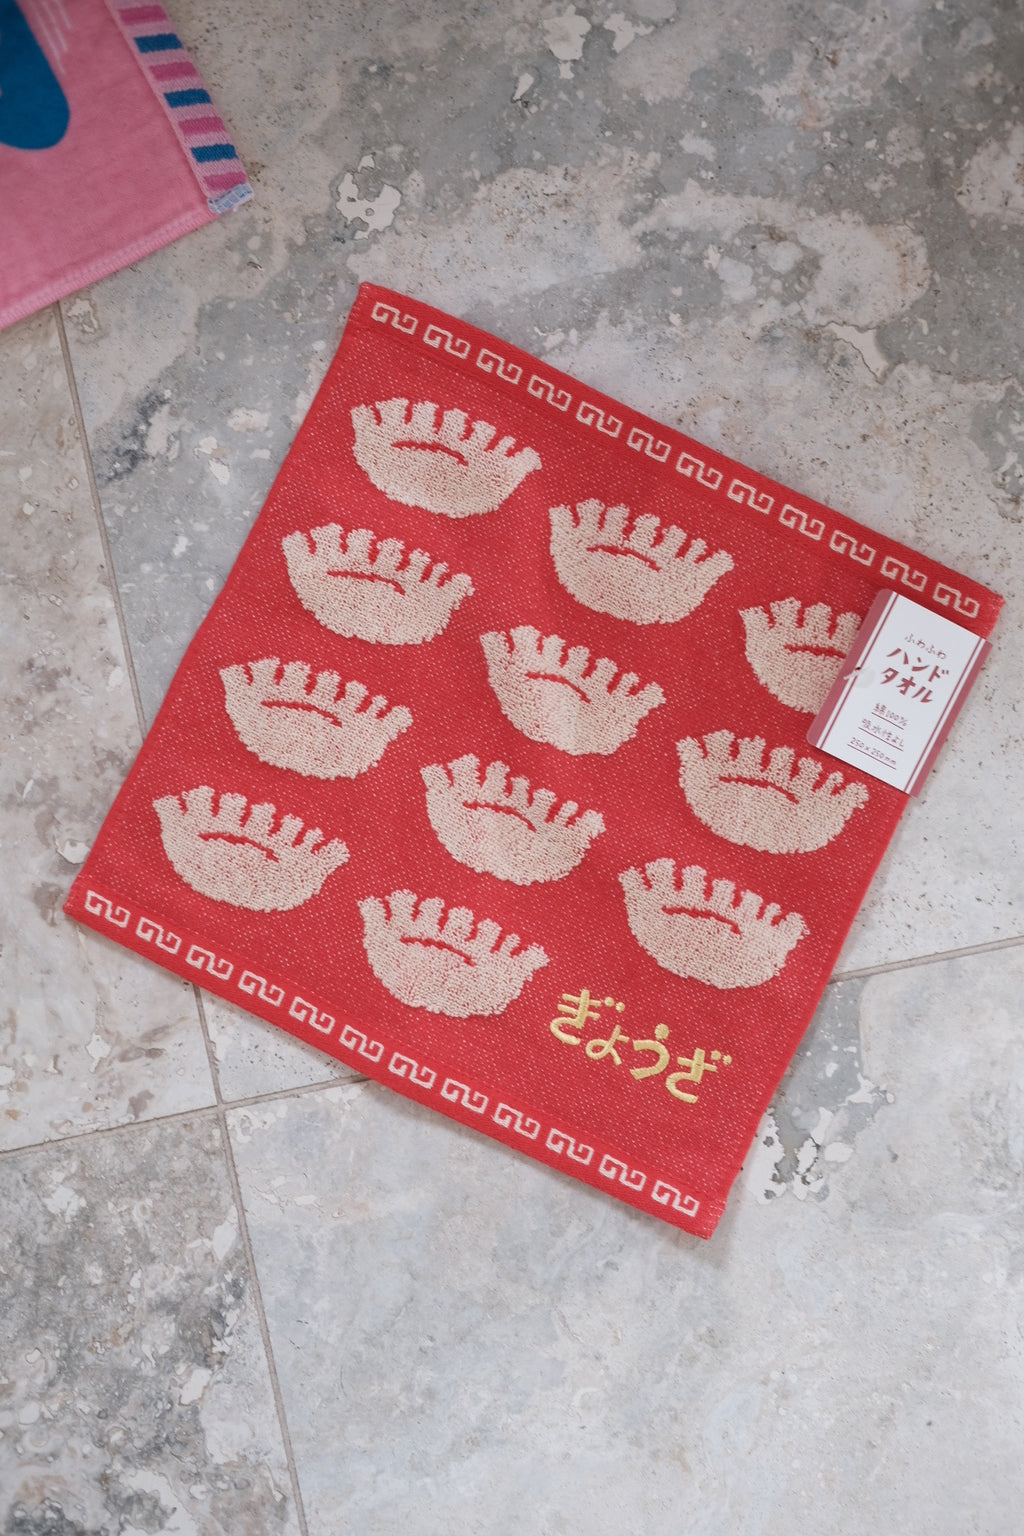 ふわふわ
ハンド
タオル
綿100%
吸水性よし
250×250mm
ぎょうざ